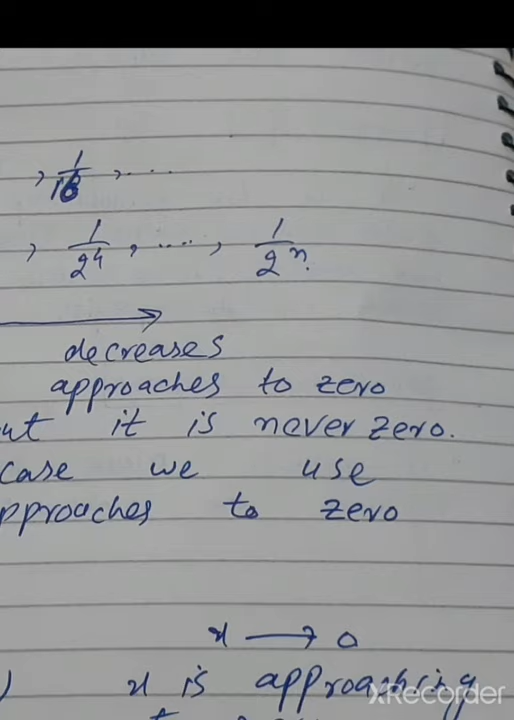 , 1/16, ....
, 1/2⁴, ...., 1/2ⁿ.
decreases
approaches to zero
ut it is never zero.
case we use
pproaches to zero
x → 0
) x is approaching
XRecorder